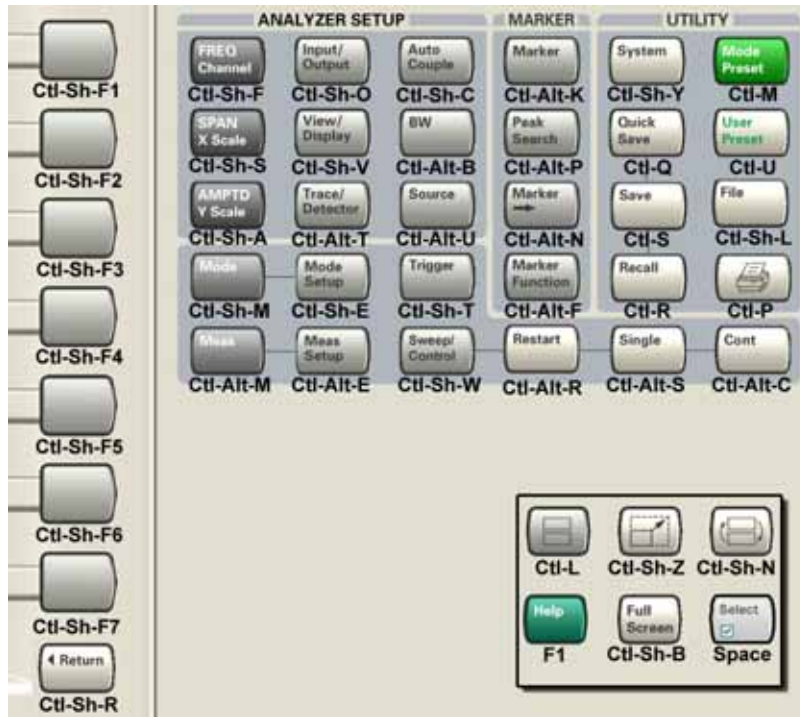 ANALYZER SETUP
MARKER
UTILITY
FREQ
Channel
Ctl-Sh-F
Input/
Output
Ctl-Sh-O
Auto
Couple
Ctl-Sh-C
Marker
Ctl-Alt-K
System
Ctl-Sh-Y
Mode
Preset
Ctl-M
SPAN
X Scale
Ctl-Sh-S
View/
Display
Ctl-Sh-V
BW
Ctl-Alt-B
Peak
Search
Ctl-Alt-P
Quick
Save
Ctl-Q
User
Preset
Ctl-U
AMPTD
Y Scale
Ctl-Sh-A
Trace/
Detector
Ctl-Alt-T
Source
Ctl-Alt-U
Marker
Ctl-Alt-N
Save
Ctl-S
File
Ctl-Sh-L
Mode
Ctl-Sh-M
Mode
Setup
Ctl-Sh-E
Trigger
Ctl-Sh-T
Marker
Function
Ctl-Alt-F
Recall
Ctl-R
Ctl-P
Meas
Ctl-Alt-M
Meas
Setup
Ctl-Alt-E
Sweep/
Control
Ctl-Sh-W
Restart
Ctl-Alt-R
Single
Ctl-Alt-S
Cont
Ctl-Alt-C
Ctl-Sh-F1
Ctl-Sh-F2
Ctl-Sh-F3
Ctl-Sh-F4
Ctl-Sh-F5
Ctl-Sh-F6
Ctl-Sh-F7
Return
Ctl-Sh-R
Ctl-L
Ctl-Sh-Z
Ctl-Sh-N
Help
F1
Full
Screen
Ctl-Sh-B
Select
Space